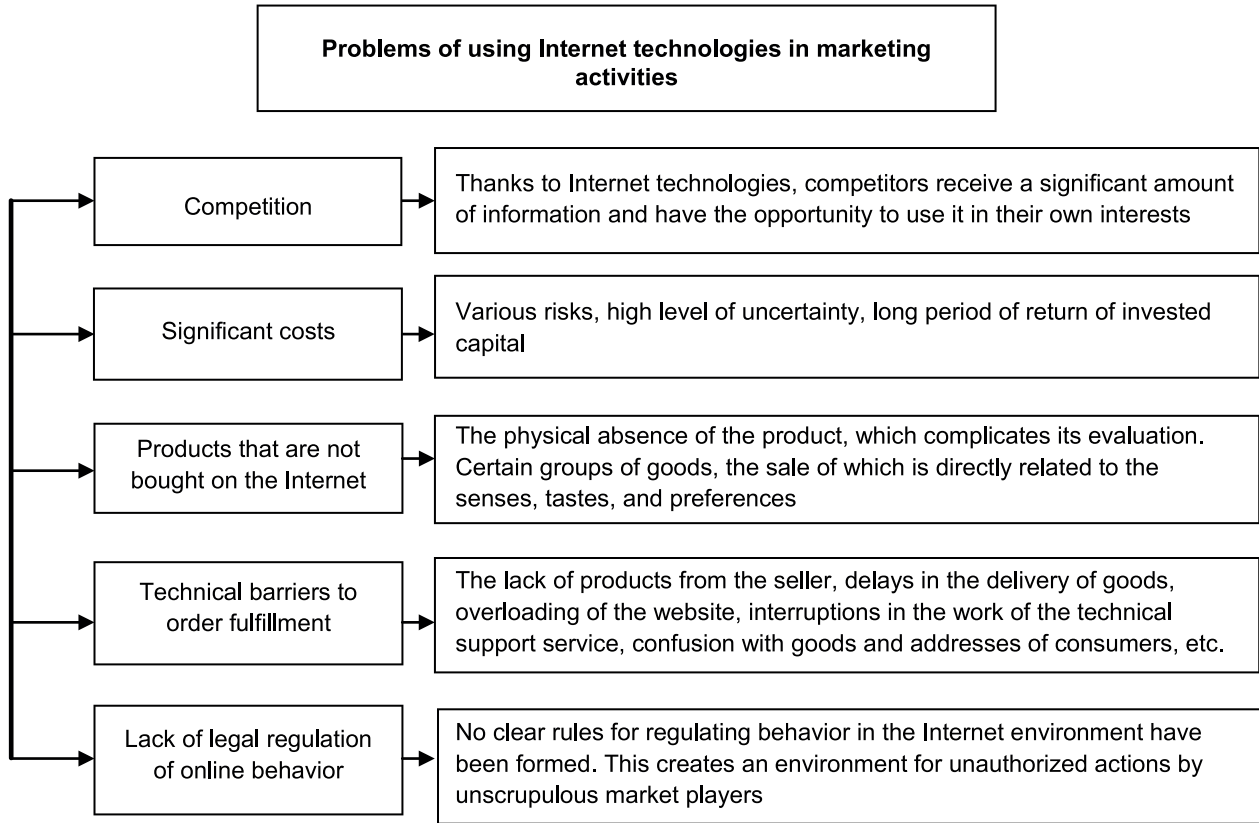 Problems of using Internet technologies in marketing
activities
Competition
Thanks to Internet technologies, competitors receive a significant amount
of information and have the opportunity to use it in their own interests
Significant costs
Various risks, high level of uncertainty, long period of return of invested
capital
Products that are not
bought on the Internet
The physical absence of the product, which complicates its evaluation.
Certain groups of goods, the sale of which is directly related to the
senses, tastes, and preferences
Technical barriers to
order fulfillment
The lack of products from the seller, delays in the delivery of goods,
overloading of the website, interruptions in the work of the technical
support service, confusion with goods and addresses of consumers, etc.
Lack of legal regulation
of online behavior
No clear rules for regulating behavior in the Internet environment have
been formed. This creates an environment for unauthorized actions by
unscrupulous market players